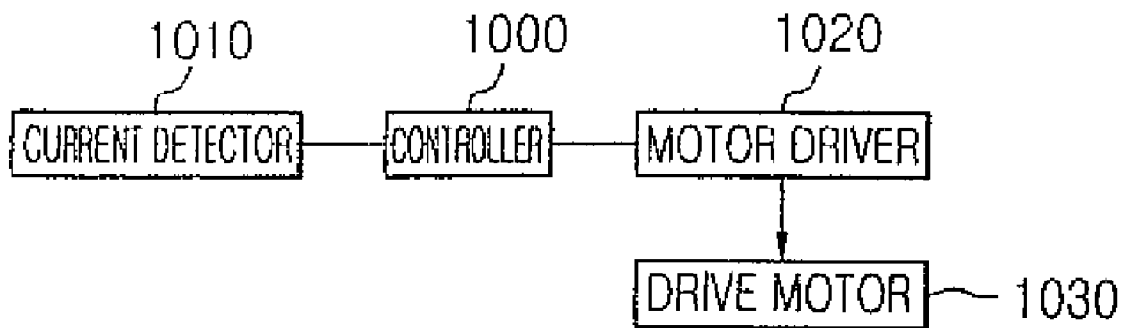 1010 1000 1020
CURRENT DETECTOR CONTROLLER MOTOR DRIVER
DRIVE MOTOR 1030